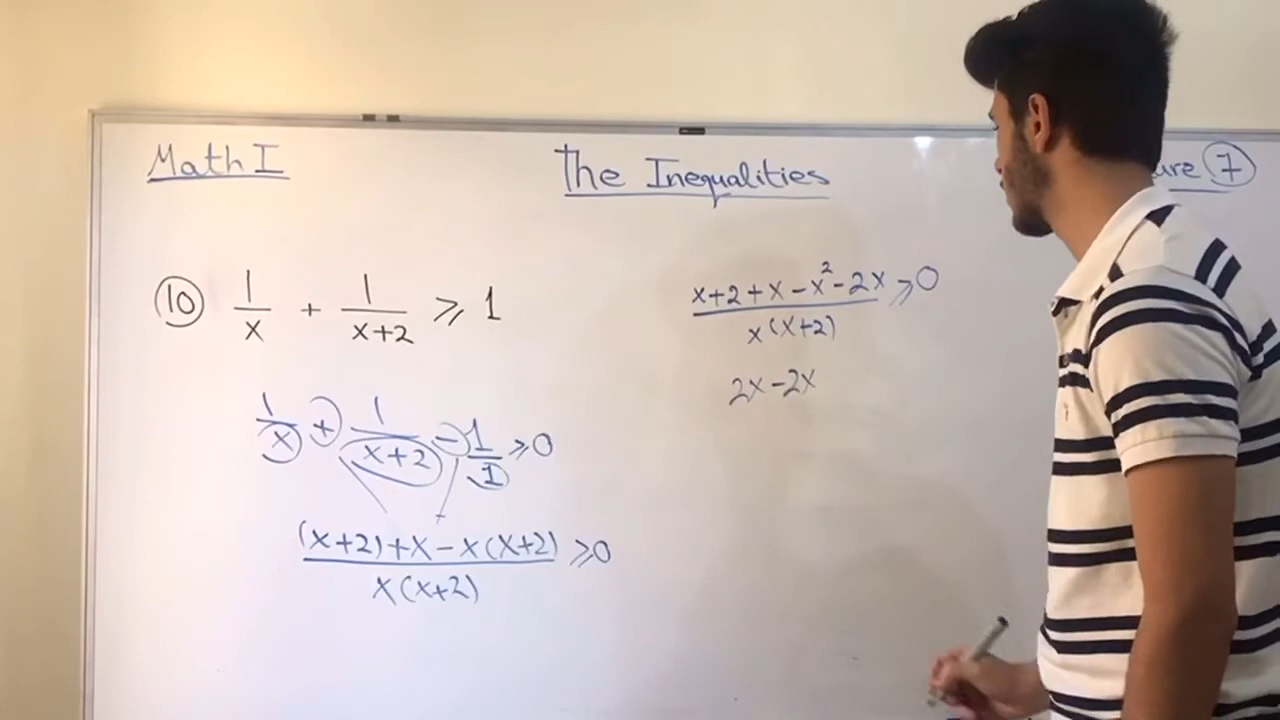 Math I
The Inequalities
ure 7
10 1/x + 1/(x+2) ⩾ 1
1/x + 1/(x+2) - 1/1 ⩾ 0
((x+2)+x-x(x+2))/(x(x+2)) ⩾ 0
(x+2+x-x²-2x)/(x(x+2)) ⩾ 0
2x-2x